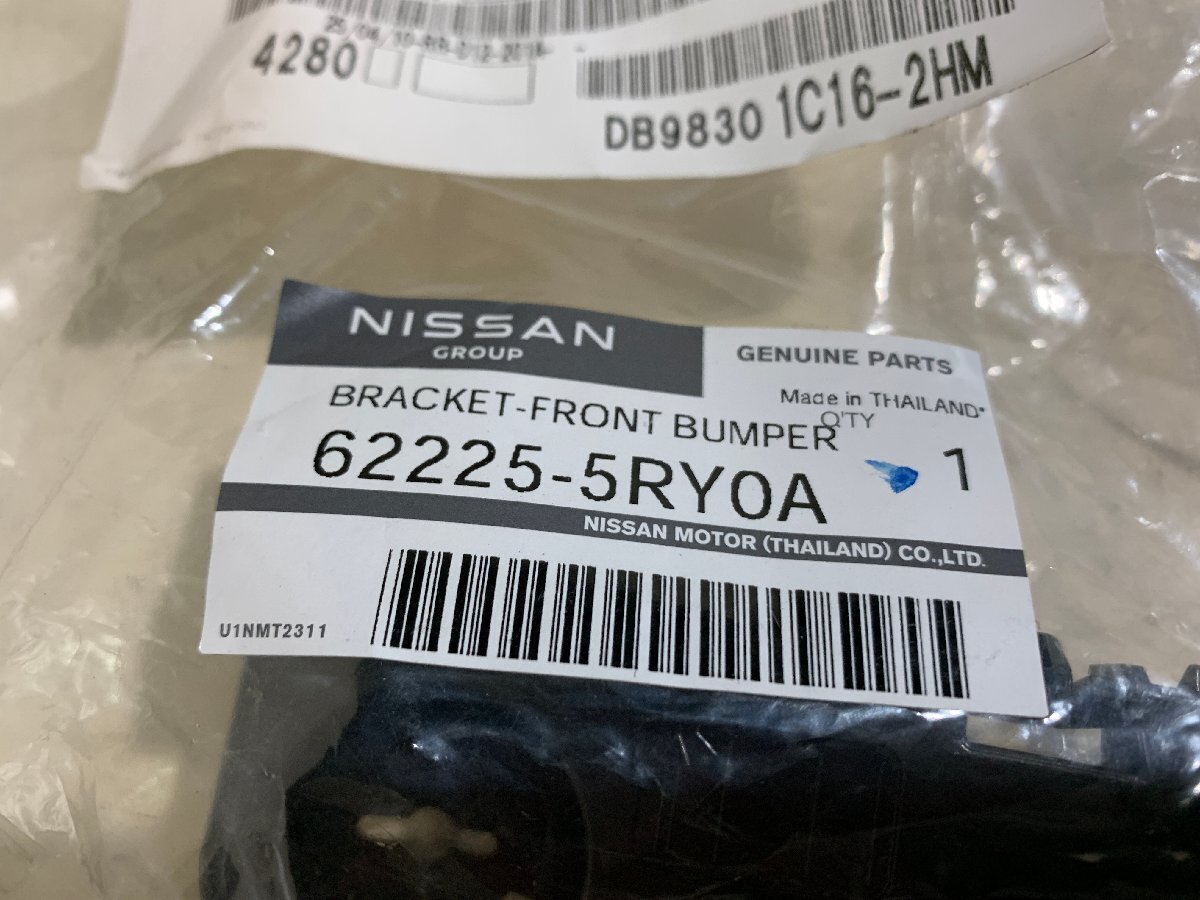 4280
DB9830 1C16-2HM
NISSAN
GROUP
GENUINE PARTS
Made in THAILAND
BRACKET-FRONT BUMPER
Q'TY
62225-5RY0A
1
NISSAN MOTOR (THAILAND) CO.,LTD.
U1NMT2311